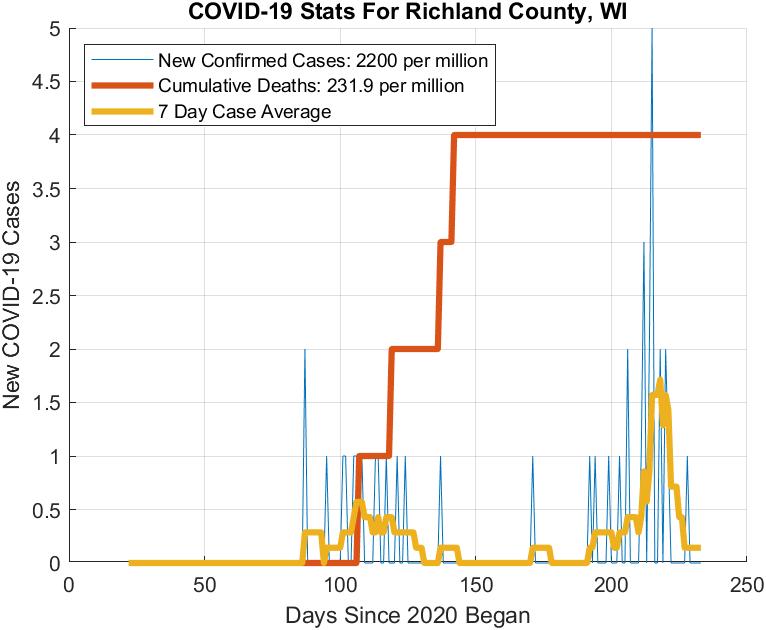 COVID-19 Stats For Richland County, WI
New Confirmed Cases: 2200 per million
Cumulative Deaths: 231.9 per million
7 Day Case Average
New COVID-19 Cases
5
4.5
4
3.5
3
2.5
2
1.5
1
0.5
0
0 50 100 150 200 250
Days Since 2020 Began